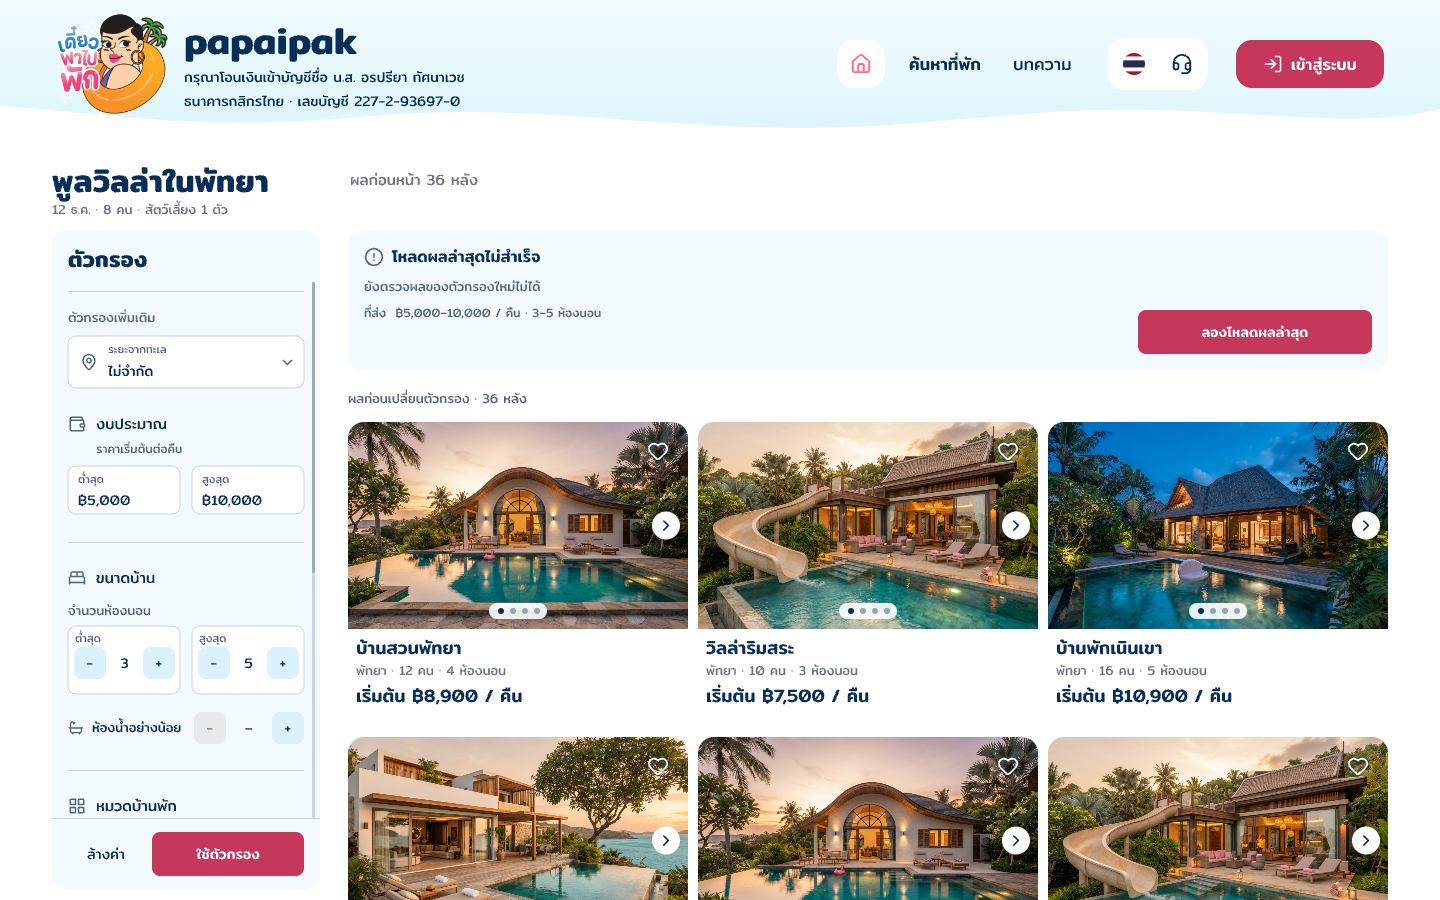 เดี๋ยว
พาไป
พัก
papaipak
กรุณาโอนเงินเข้าบัญชีชื่อ น.ส. อรปรียา ทัศนาเวช
ธนาคารกสิกรไทย · เลขบัญชี 227-2-93697-0
ค้นหาที่พัก
บทความ
เข้าสู่ระบบ
พูลวิลล่าในพัทยา
12 ธ.ค. · 8 คน · สัตว์เลี้ยง 1 ตัว
ผลก่อนหน้า 36 หลัง
ตัวกรอง
ตัวกรองเพิ่มเติม
ระยะจากทะเล
ไม่จำกัด
งบประมาณ
ราคาเริ่มต้นต่อคืน
ต่ำสุด
฿5,000
สูงสุด
฿10,000
ขนาดบ้าน
จำนวนห้องนอน
ต่ำสุด
- 3 +
สูงสุด
- 5 +
ห้องน้ำอย่างน้อย - – +
หมวดบ้านพัก
ล้างค่า
ใช้ตัวกรอง
โหลดผลล่าสุดไม่สำเร็จ
ยังตรวจผลของตัวกรองใหม่ไม่ได้
ที่ส่ง ฿5,000–10,000 / คืน · 3–5 ห้องนอน
ลองโหลดผลล่าสุด
ผลก่อนเปลี่ยนตัวกรอง · 36 หลัง
บ้านสวนพัทยา
พัทยา · 12 คน · 4 ห้องนอน
เริ่มต้น ฿8,900 / คืน
วิลล่าริมสระ
พัทยา · 10 คน · 3 ห้องนอน
เริ่มต้น ฿7,500 / คืน
บ้านพักเนินเขา
พัทยา · 16 คน · 5 ห้องนอน
เริ่มต้น ฿10,900 / คืน